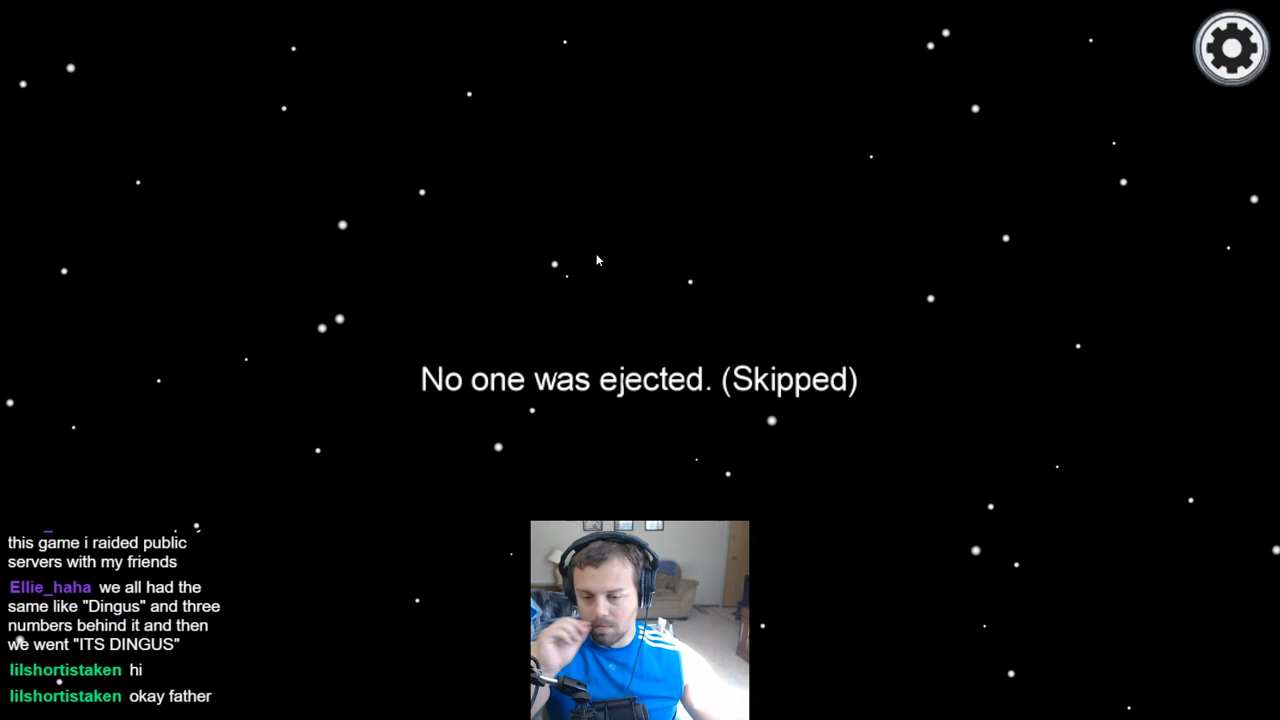 No one was ejected. (Skipped)
this game i raided public
servers with my friends
Ellie_haha we all had the
same like "Dingus" and three
numbers behind it and then
we went "ITS DINGUS"
lilshortistaken hi
lilshortistaken okay father